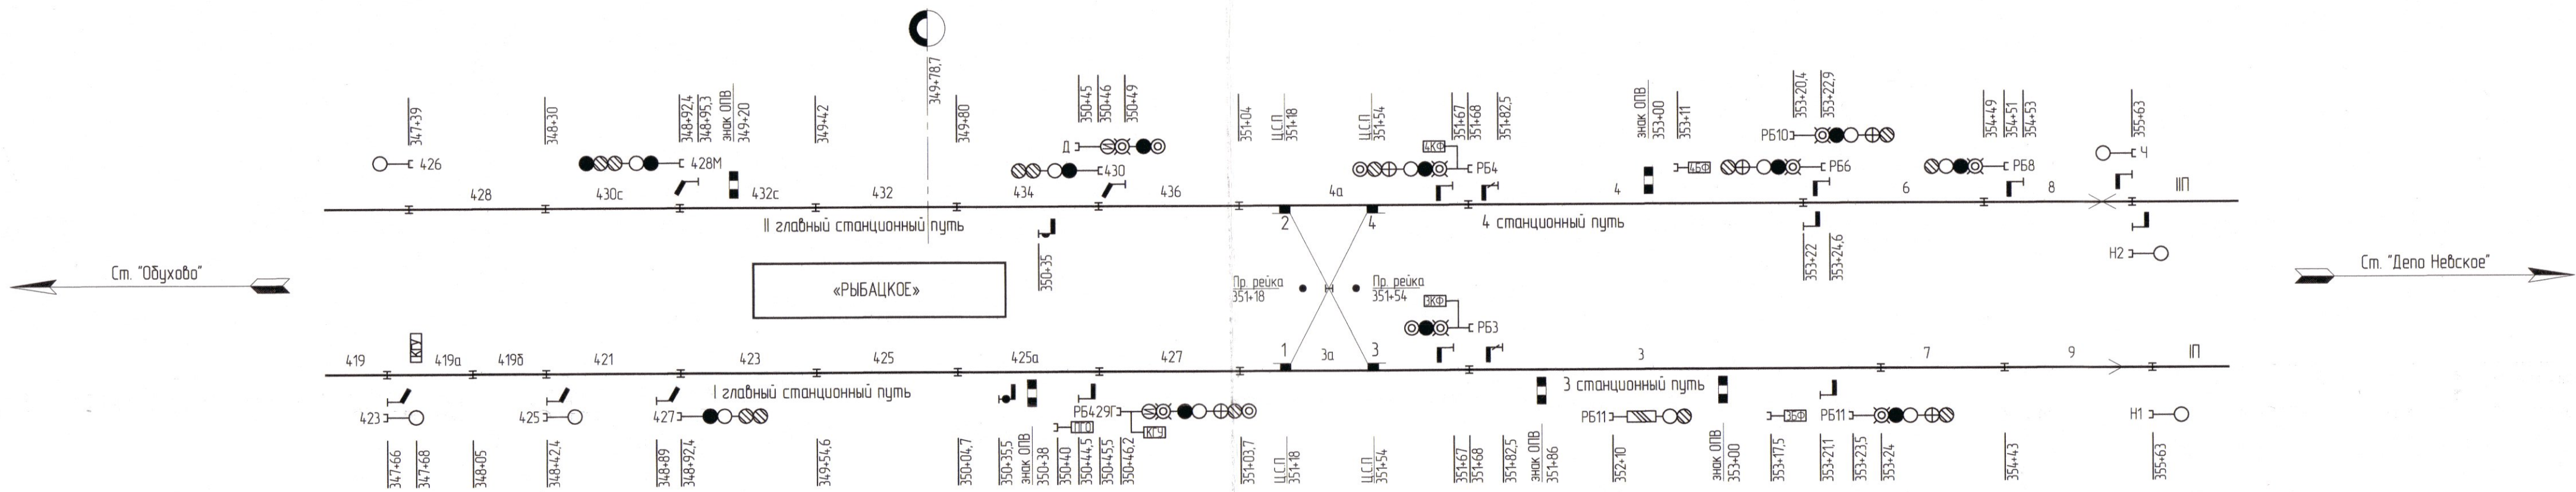 347+39
348+30
348+92,4
348+95,3
знак ОПВ
349+20
349+42
349+78,7
349+80
350+45
350+46
350+49
351+04
ЦСП
351+18
ЦСП
351+54
351+67
351+68
351+82,5
знак ОПВ
353+00
353+11
353+20,4
353+22,9
354+49
354+51
354+53
355+63
426
428М
Д
430
4КФ
РБ4
4БФ
РБ10
РБ6
РБ8
Ч
428
430с
432с
432
434
436
4а
4
6
8
IIП
II главный станционный путь
2
4
4 станционный путь
350+35
353+22
353+24,6
Н2
Ст. "Обухово"
«РЫБАЦКОЕ»
Пр. рейка
351+18
Пр. рейка
351+54
Ст. "Депо Невское"
КГУ
3КФ
РБ3
419
419а
419б
421
423
425
425а
427
1
3а
3
3
7
9
IП
I главный станционный путь
3 станционный путь
423
425
427
РБ429Г
ПГО
КГУ
РБ11
3БФ
РБ11
Н1
347+66
347+68
348+05
348+42,4
348+89
348+92,4
349+54,6
350+04,7
350+35,5
знак ОПВ
350+38
350+40
350+44,5
350+45,5
350+46,2
351+03,7
ЦСП
351+18
ЦСП
351+54
351+67
351+68
351+82,5
знак ОПВ
351+86
352+10
знак ОПВ
353+00
353+17,5
353+21,1
353+23,5
353+24
354+43
355+63